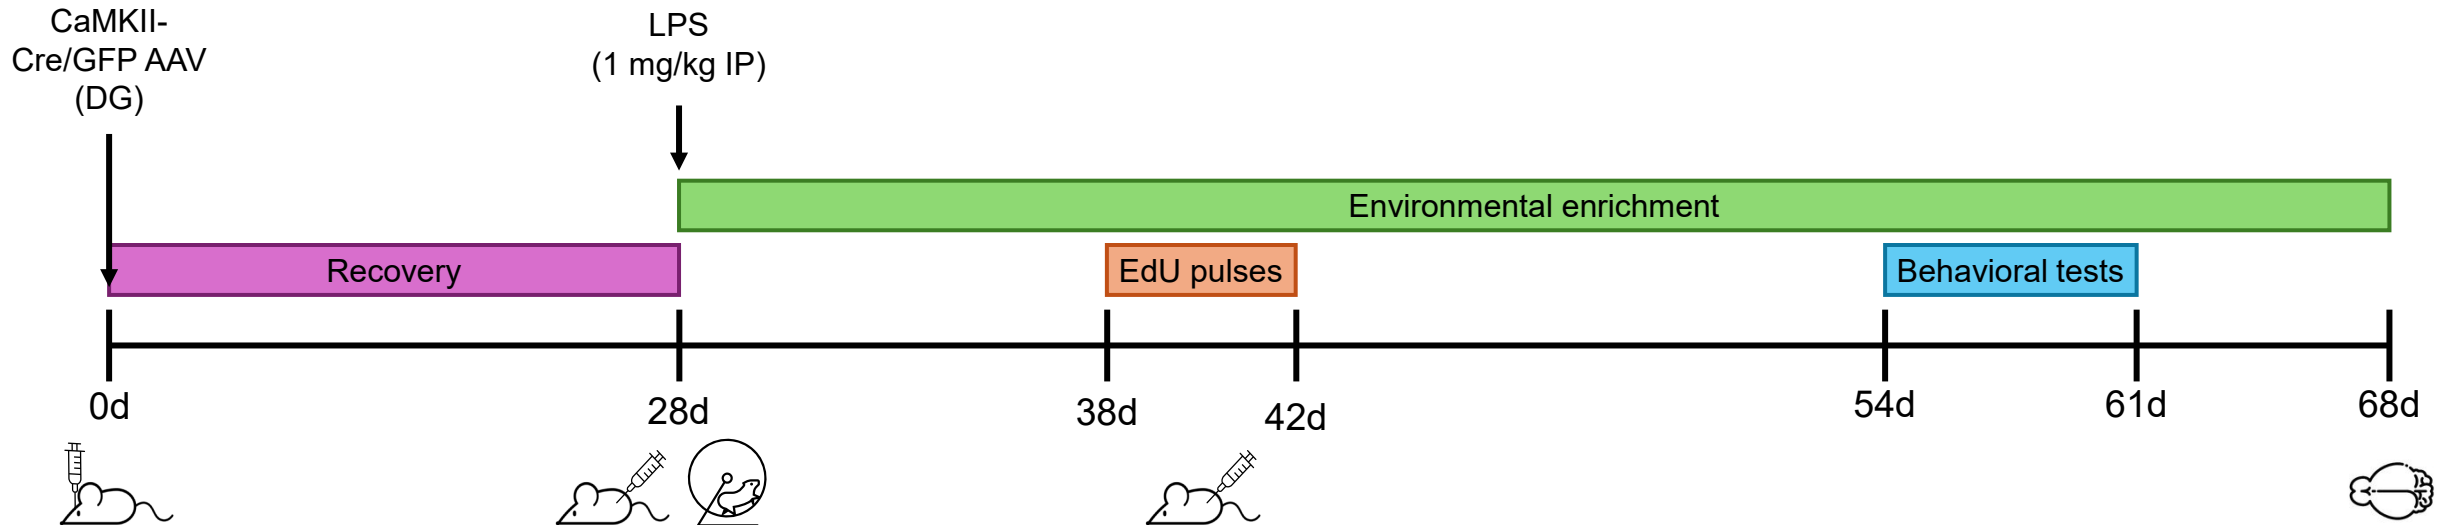 CaMKII-
Cre/GFP AAV
(DG)
LPS
(1 mg/kg IP)
Environmental enrichment
Recovery
EdU pulses
Behavioral tests
0d
28d
38d
42d
54d
61d
68d